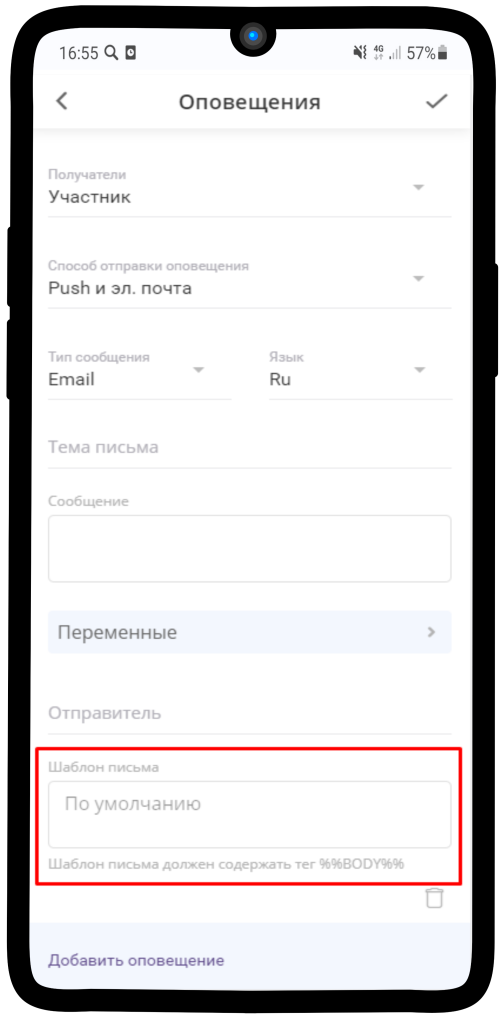 16:55 4G 57%
Оповещения
Получатели
Участник
Способ отправки оповещения
Push и эл. почта
Тип сообщения Язык
Email Ru
Тема письма
Сообщение
Переменные
Отправитель
Шаблон письма
По умолчанию
Шаблон письма должен содержать тег %%BODY%%
Добавить оповещение